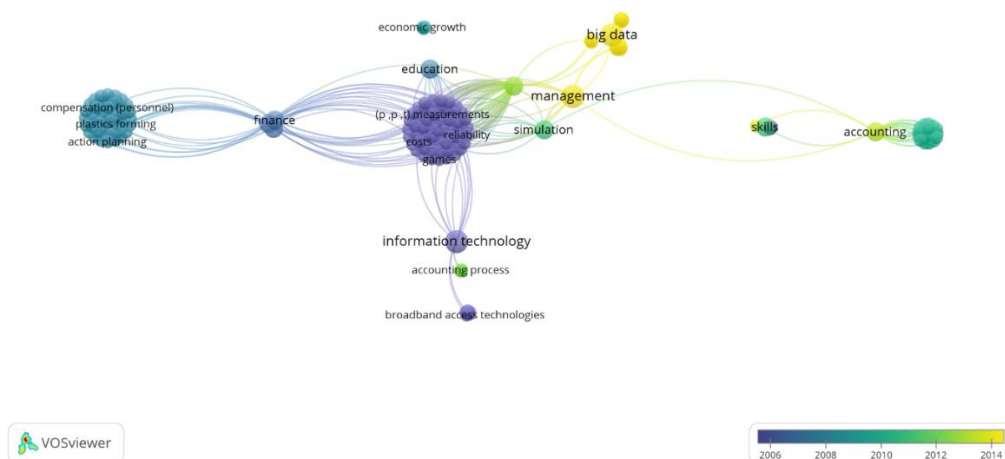 economic growth
big data
education
management
compensation (personnel)
plastics forming
action planning
finance
(p ,p ,t) measurements
reliability
costs
games
simulation
skills
accounting
information technology
accounting process
broadband access technologies
VOSviewer
2006 2008 2010 2012 2014